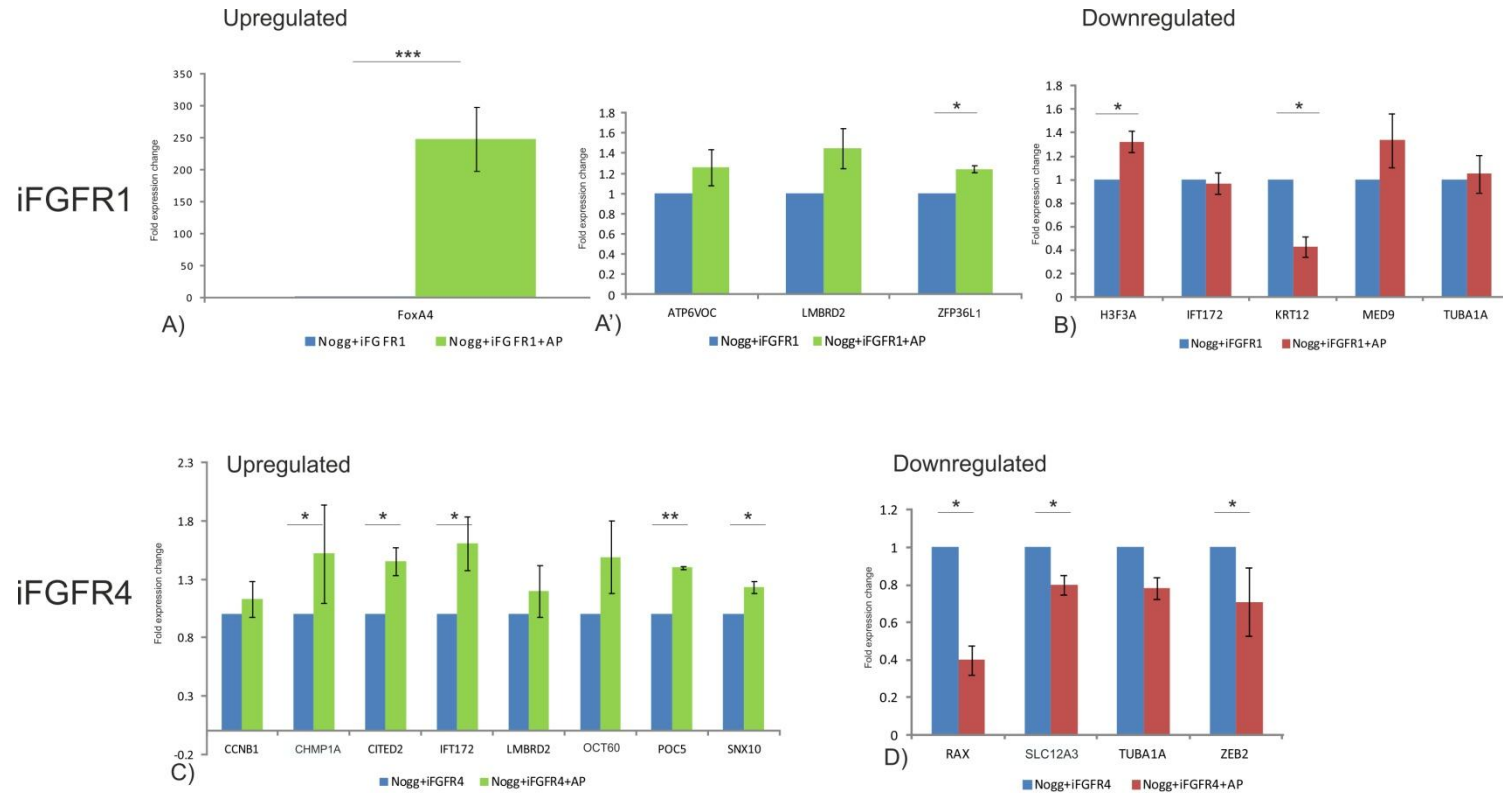 Upregulated
Downregulated
iFGFR1
***
350
300
250
200
150
100
50
0
Fold expression change
FoxA4
A)
Nogg+iFGFR1 Nogg+iFGFR1+AP
*
1.8
1.6
1.4
1.2
1
0.8
0.6
0.4
0.2
0
Fold expression change
ATP6VOC LMBRD2 ZFP36L1
A')
Nogg+iFGFR1 Nogg+iFGFR1+AP
* *
1.8
1.6
1.4
1.2
1
0.8
0.6
0.4
0.2
0
Fold expression change
H3F3A IFT172 KRT12 MED9 TUBA1A
B)
Nogg+iFGFR1 Nogg+iFGFR1+AP
iFGFR4
Upregulated
* * * ** *
2.3
1.8
1.3
0.8
0.3
-0.2
Fold expression change
CCNB1 CHMP1A CITED2 IFT172 LMBRD2 OCT60 POC5 SNX10
C)
Nogg+iFGFR4 Nogg+iFGFR4+AP
Downregulated
* * *
1.2
1
0.8
0.6
0.4
0.2
0
Fold expression change
RAX SLC12A3 TUBA1A ZEB2
D)
Nogg+iFGFR4 Nogg+iFGFR4+AP